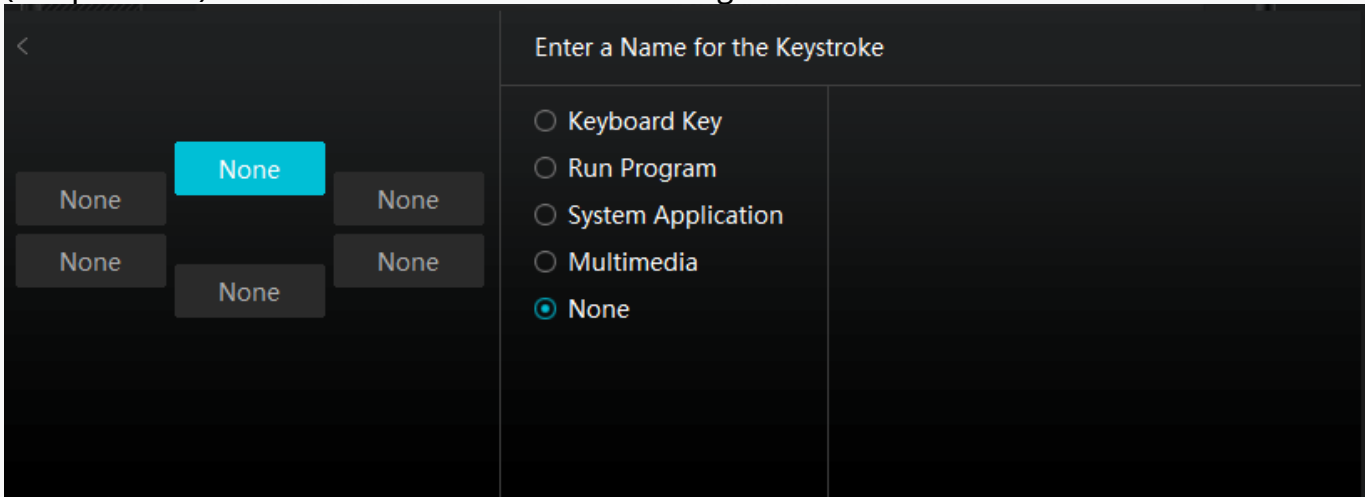 <
Enter a Name for the Keystroke
None
None
None
None
None
None
Keyboard Key
Run Program
System Application
Multimedia
None